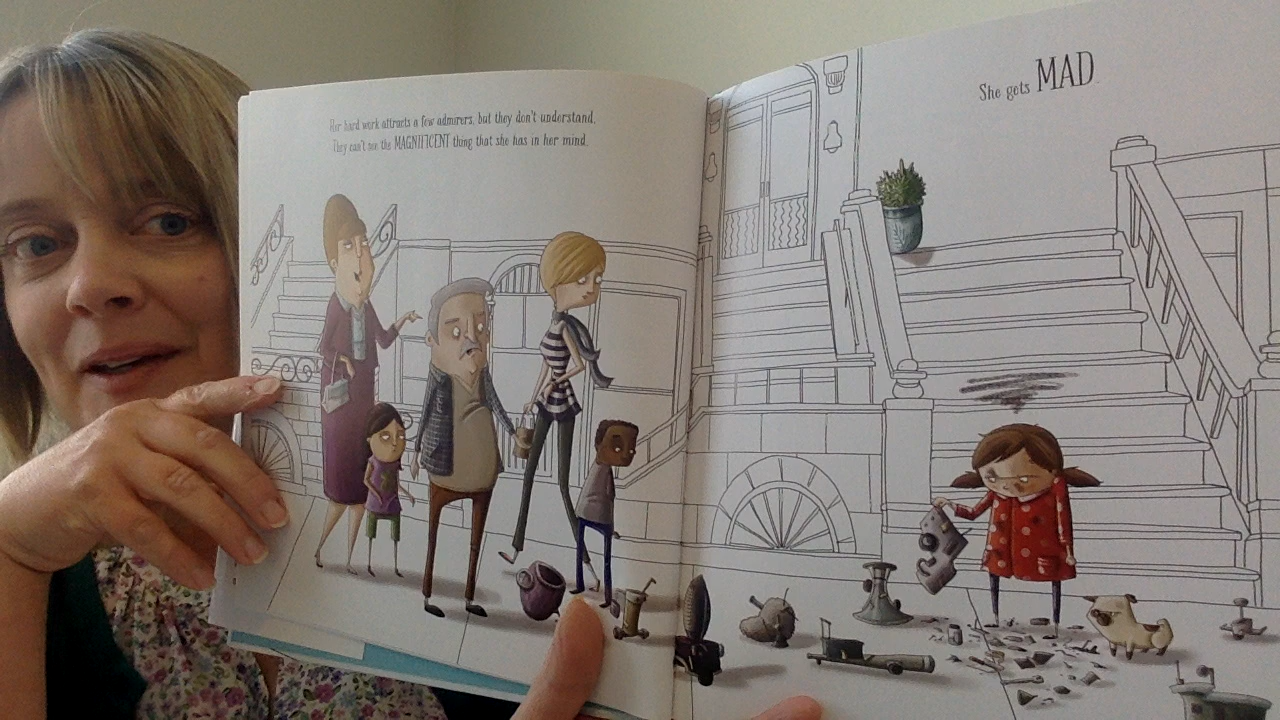 Her hard work attracts a few admirers, but they don't understand.
They can't see the MAGNIFICENT thing that she has in her mind.
She gets MAD.